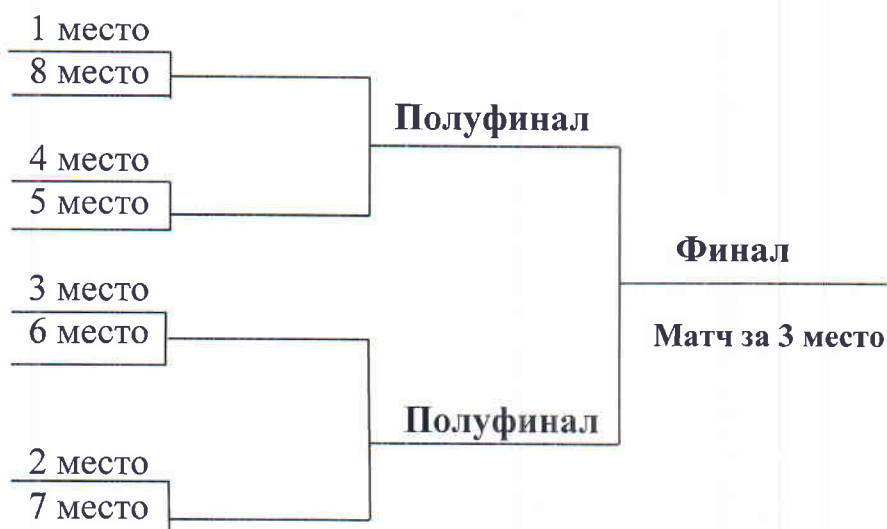 1 место
8 место
Полуфинал
4 место
5 место
Финал
3 место
6 место
Матч за 3 место
Полуфинал
2 место
7 место